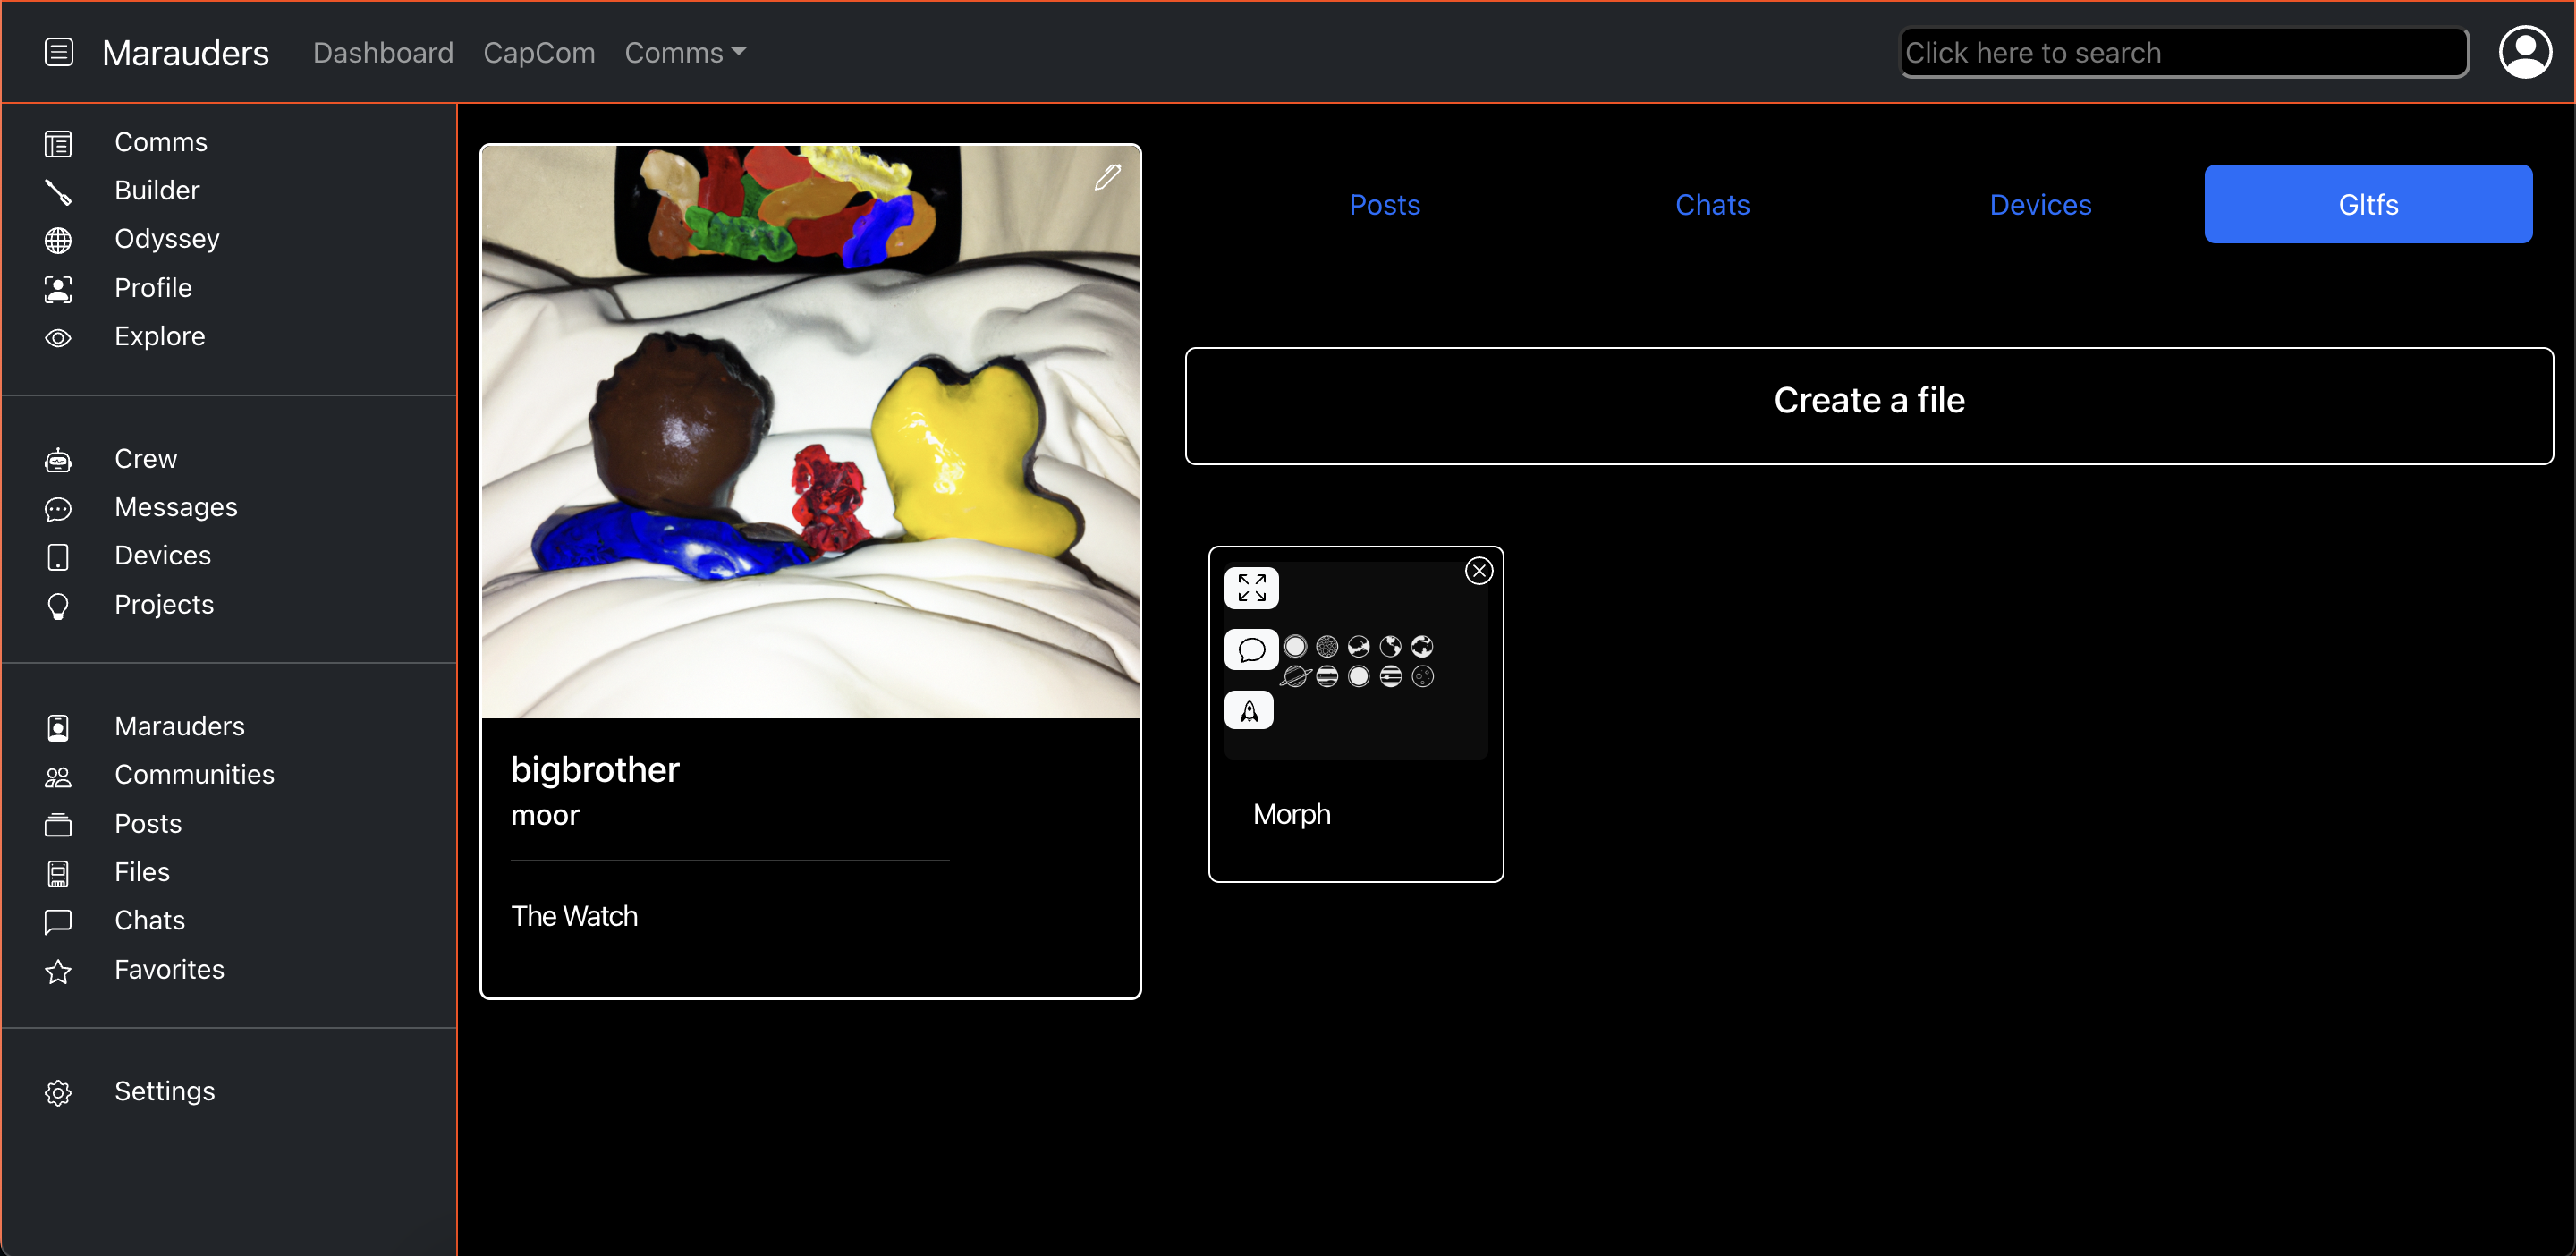 Marauders
Dashboard
CapCom
Comms
Click here to search
Comms
Builder
Odyssey
Profile
Explore
Crew
Messages
Devices
Projects
Marauders
Communities
Posts
Files
Chats
Favorites
Settings
bigbrother
moor
The Watch
Posts
Chats
Devices
Gltfs
Create a file
Morph